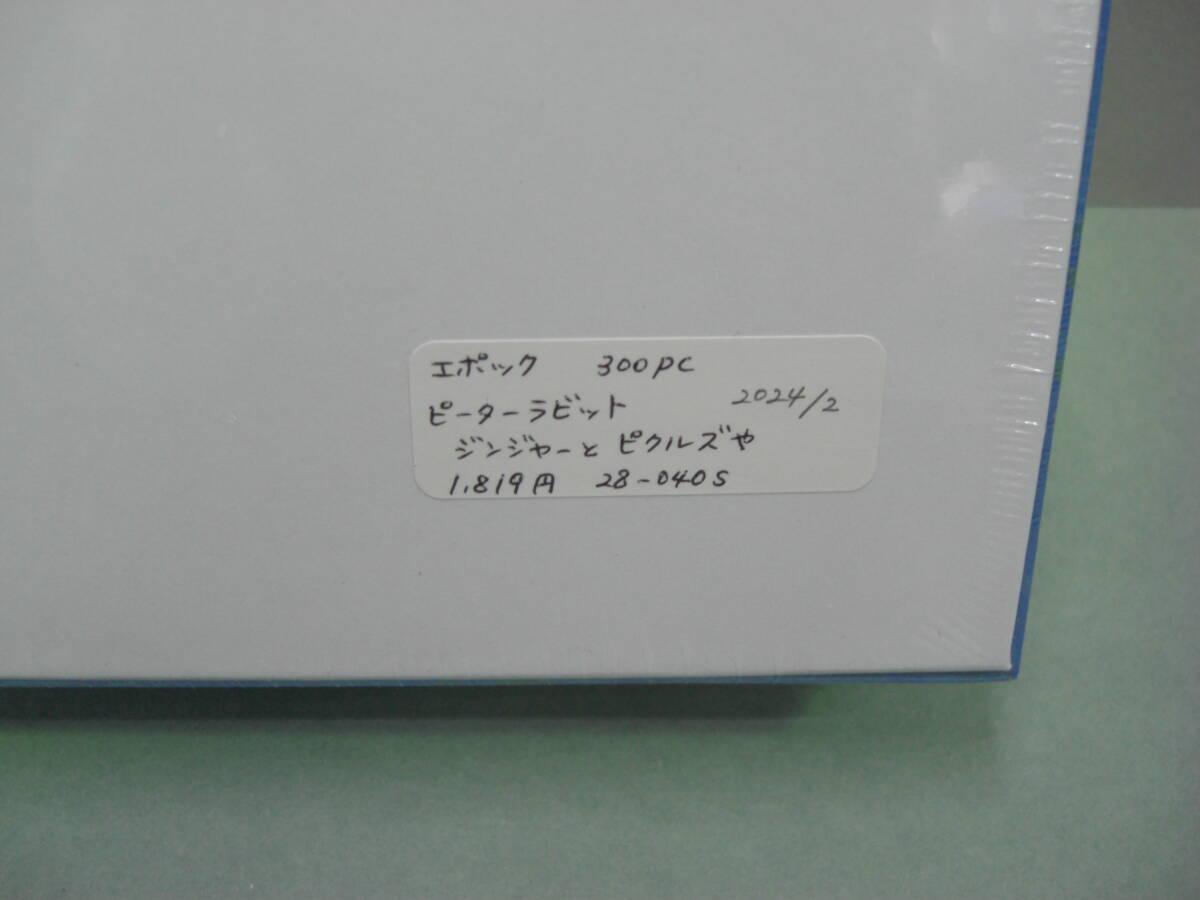 エポック 300PC
ピーターラビット 2024/2
ジンジャーと ピクルズや
1,819円 28-040S